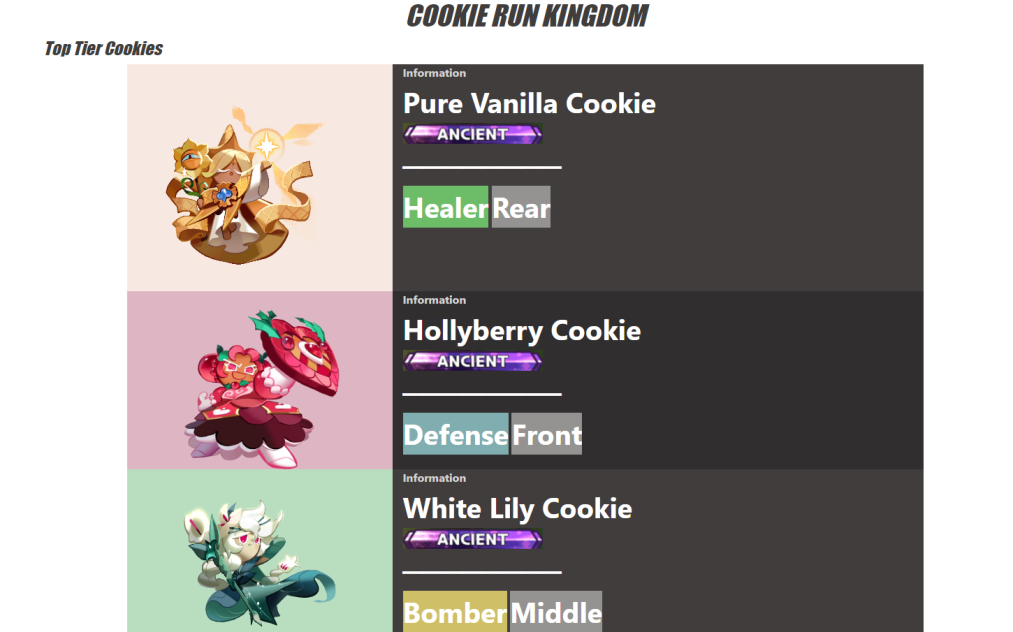 COOKIE RUN KINGDOM
Top Tier Cookies
Information
Pure Vanilla Cookie
ANCIENT
Healer Rear
Information
Hollyberry Cookie
ANCIENT
Defense Front
Information
White Lily Cookie
ANCIENT
Bomber Middle